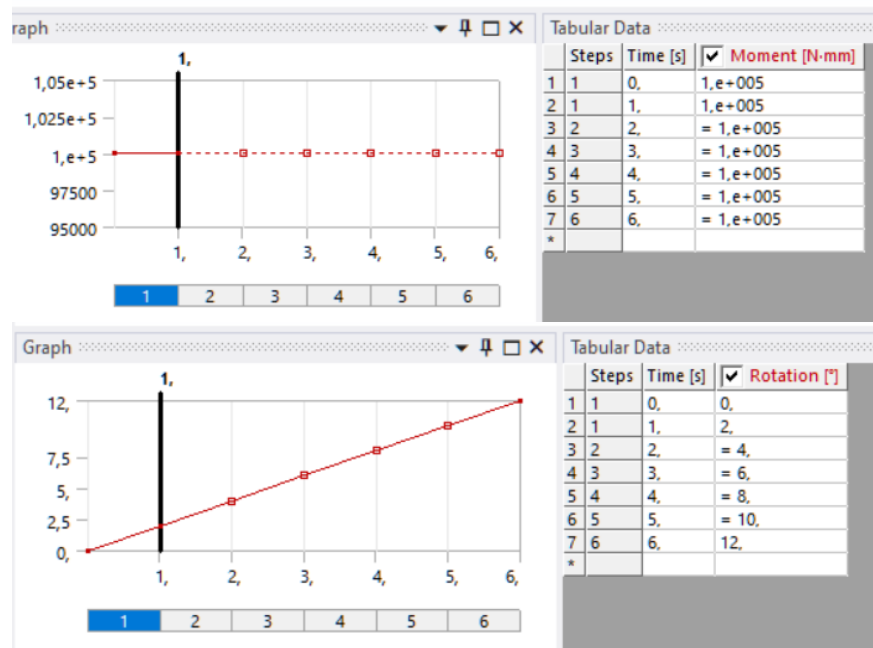 raph
Tabular Data
1,
1,05e+5
1,025e+5
1,e+5
97500
95000
1, 2, 3, 4, 5, 6,
1 2 3 4 5 6
Steps Time [s] Moment [N·mm]
1 1 0, 1,e+005
2 1 1, 1,e+005
3 2 2, = 1,e+005
4 3 3, = 1,e+005
5 4 4, = 1,e+005
6 5 5, = 1,e+005
7 6 6, = 1,e+005
*
Graph
Tabular Data
1,
12,
7,5
5,
2,5
0,
1, 2, 3, 4, 5, 6,
1 2 3 4 5 6
Steps Time [s] Rotation [°]
1 1 0, 0,
2 1 1, 2,
3 2 2, = 4,
4 3 3, = 6,
5 4 4, = 8,
6 5 5, = 10,
7 6 6, 12,
*